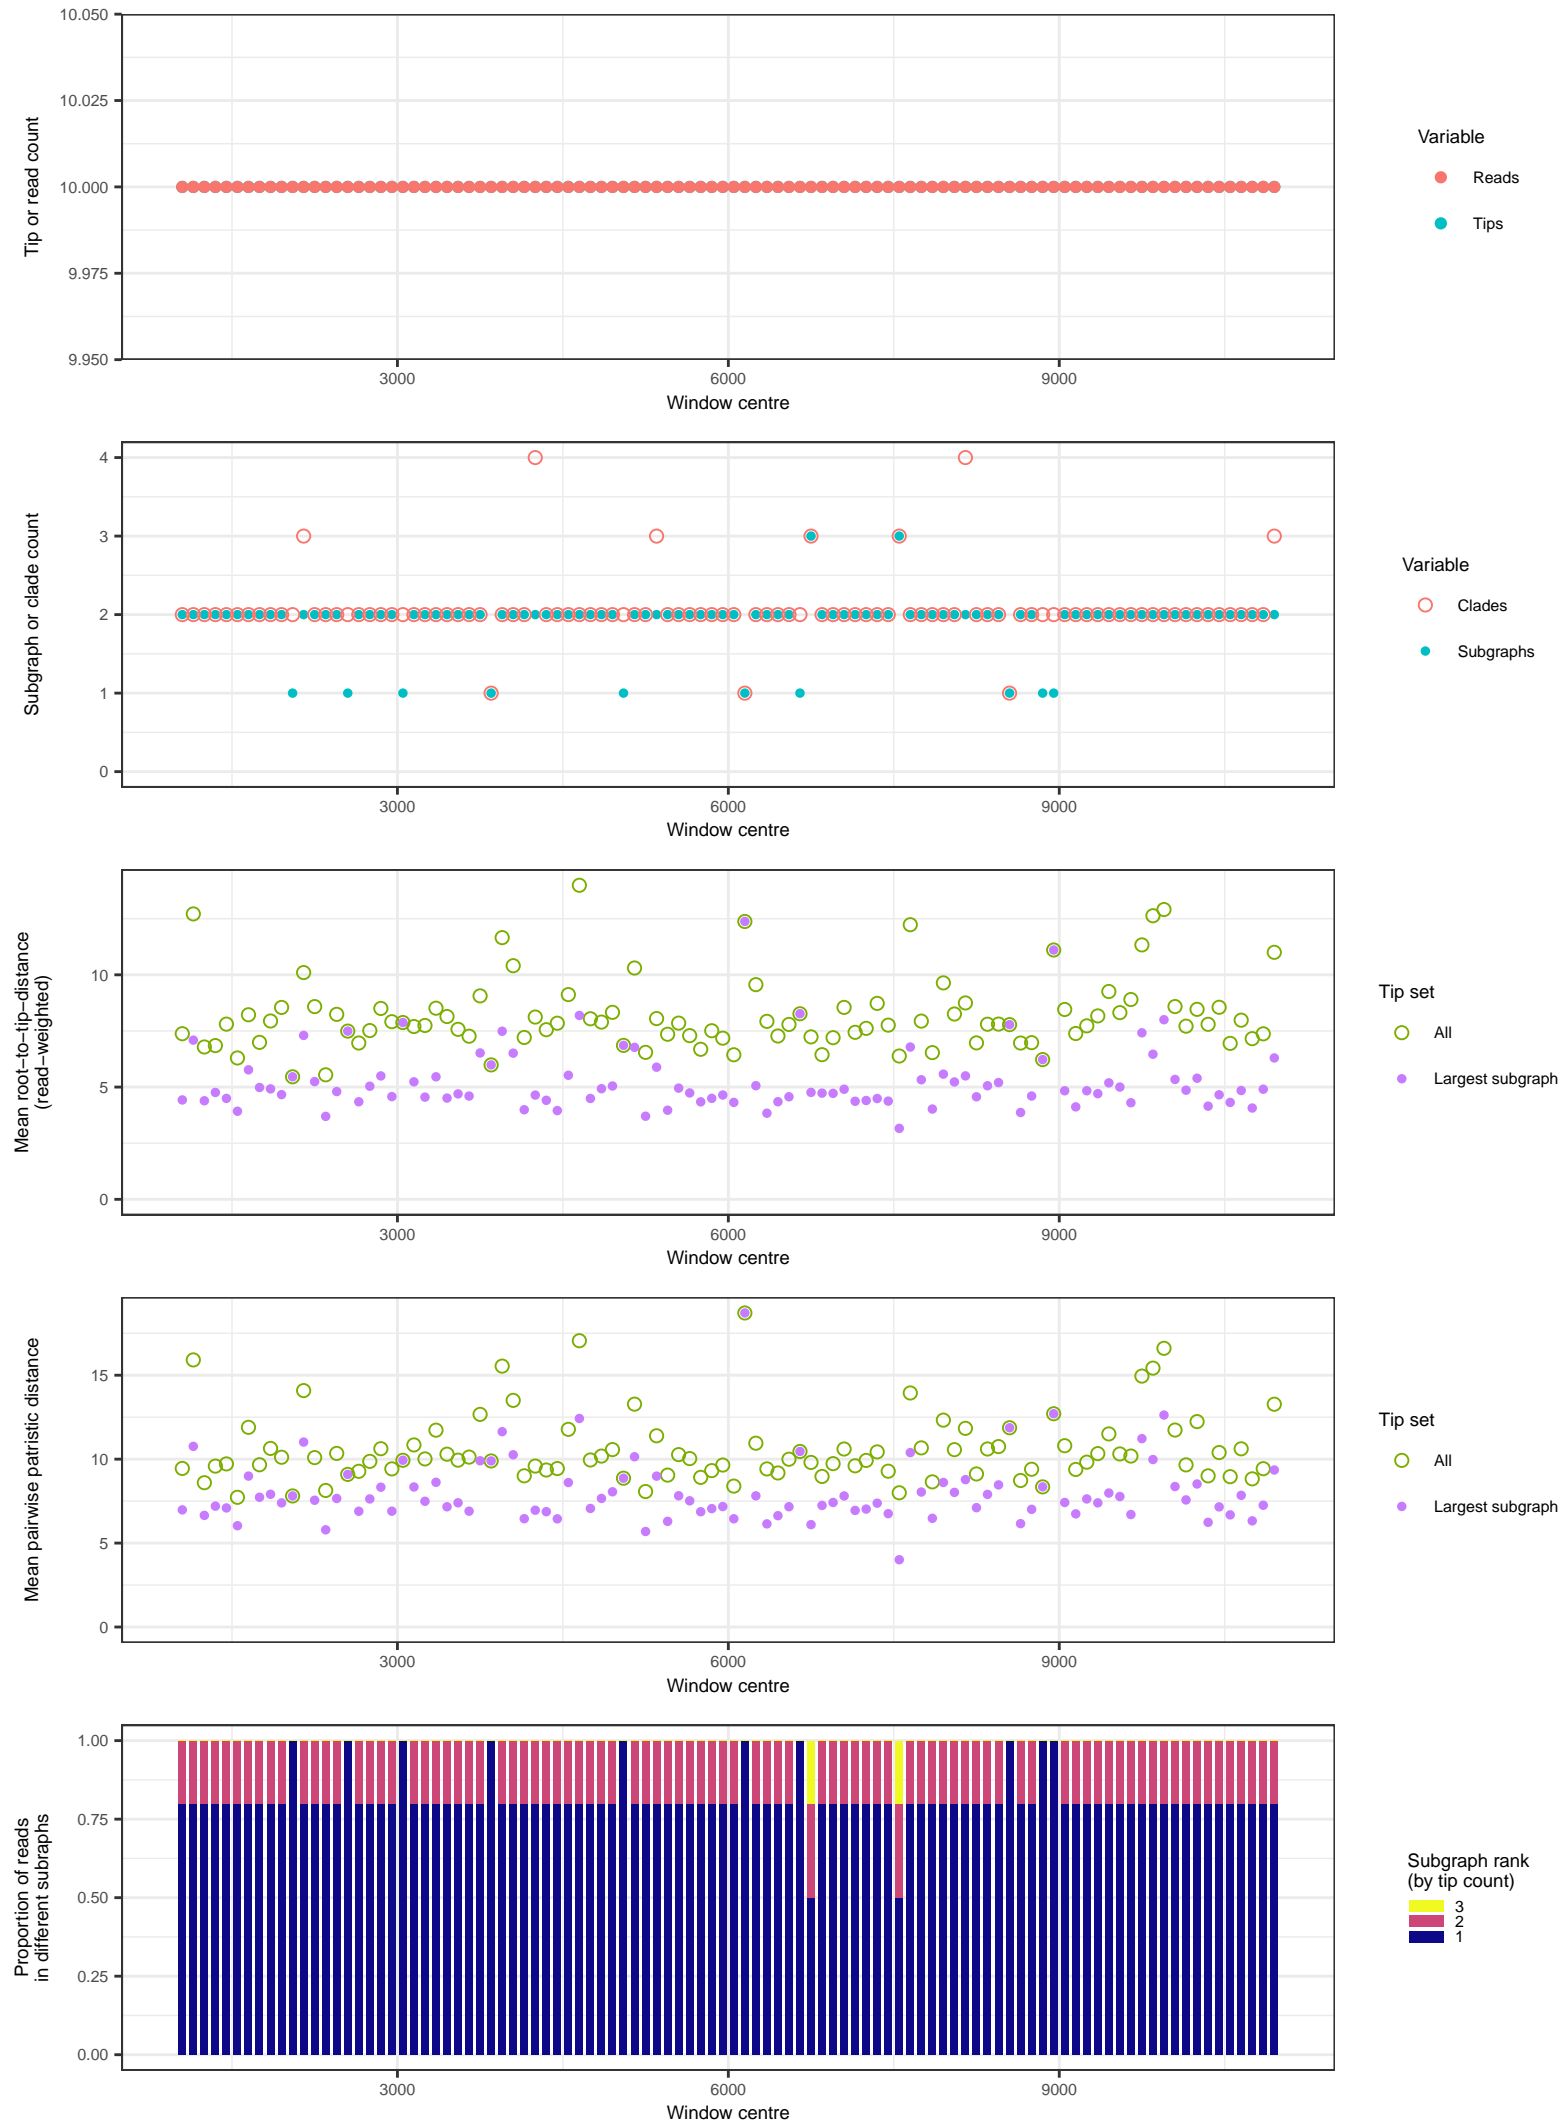 10.050
10.025
10.000
9.975
9.950
Tip or read count
3000
6000
9000
Window centre
Variable
Reads
Tips
4
3
2
1
0
Subgraph or clade count
3000
6000
9000
Window centre
Variable
Clades
Subgraphs
10
5
0
Mean root−to−tip−distance
(read−weighted)
3000
6000
9000
Window centre
Tip set
All
Largest subgraph
15
10
5
0
Mean pairwise patristic distance
3000
6000
9000
Window centre
Tip set
All
Largest subgraph
1.00
0.75
0.50
0.25
0.00
Proportion of reads
in different subraphs
3000
6000
9000
Window centre
Subgraph rank
(by tip count)
3
2
1